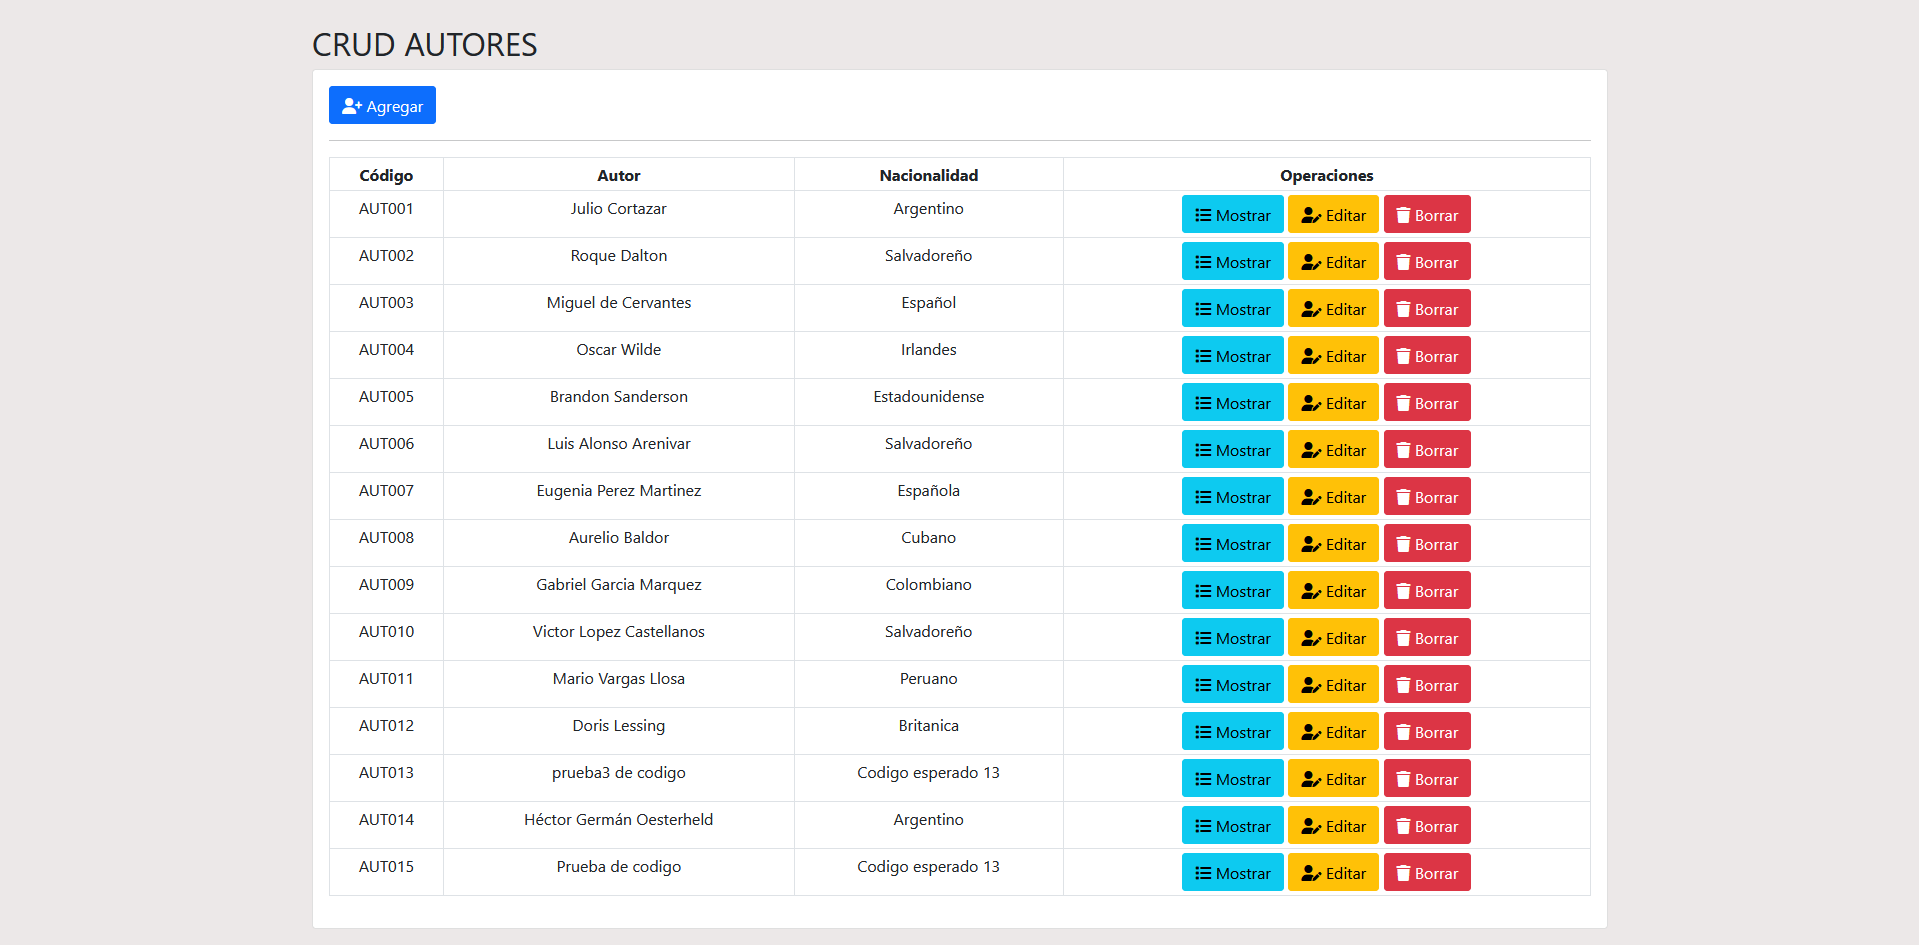 CRUD AUTORES
Agregar
Código Autor Nacionalidad Operaciones
AUT001 Julio Cortazar Argentino Mostrar Editar Borrar
AUT002 Roque Dalton Salvadoreño Mostrar Editar Borrar
AUT003 Miguel de Cervantes Español Mostrar Editar Borrar
AUT004 Oscar Wilde Irlandes Mostrar Editar Borrar
AUT005 Brandon Sanderson Estadounidense Mostrar Editar Borrar
AUT006 Luis Alonso Arenivar Salvadoreño Mostrar Editar Borrar
AUT007 Eugenia Perez Martinez Española Mostrar Editar Borrar
AUT008 Aurelio Baldor Cubano Mostrar Editar Borrar
AUT009 Gabriel Garcia Marquez Colombiano Mostrar Editar Borrar
AUT010 Victor Lopez Castellanos Salvadoreño Mostrar Editar Borrar
AUT011 Mario Vargas Llosa Peruano Mostrar Editar Borrar
AUT012 Doris Lessing Britanica Mostrar Editar Borrar
AUT013 prueba3 de codigo Codigo esperado 13 Mostrar Editar Borrar
AUT014 Héctor Germán Oesterheld Argentino Mostrar Editar Borrar
AUT015 Prueba de codigo Codigo esperado 13 Mostrar Editar Borrar